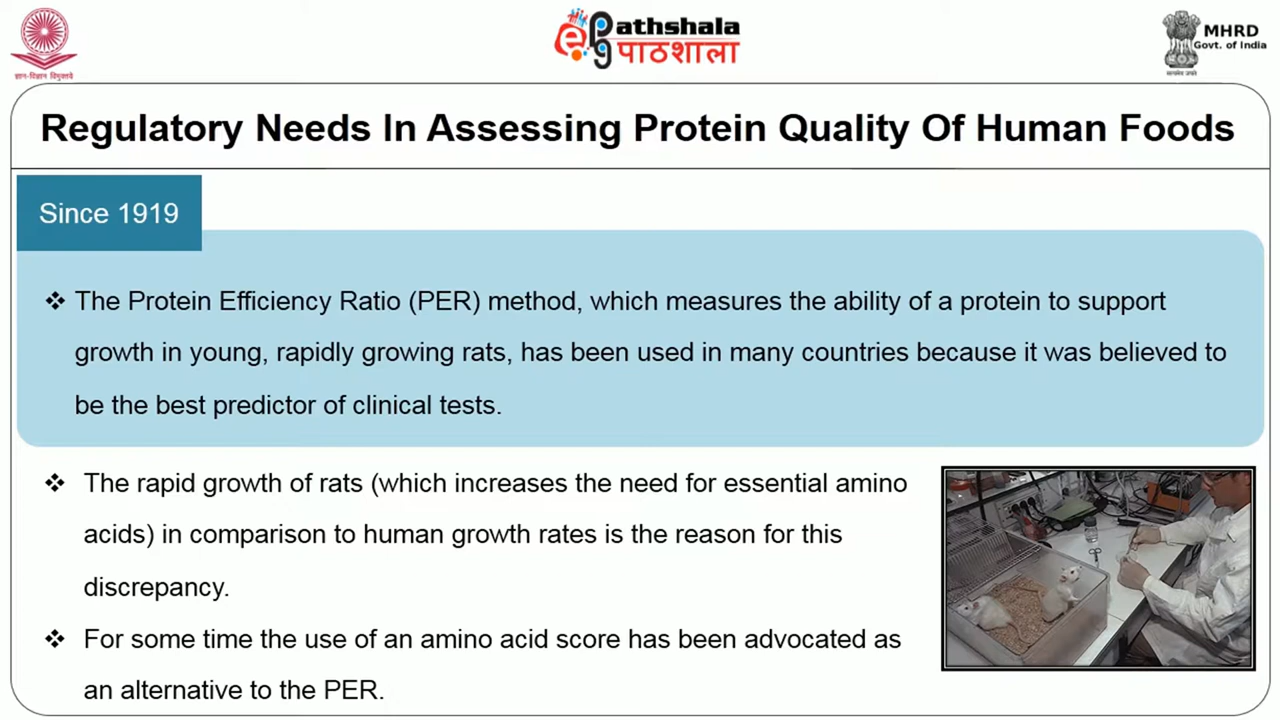 ज्ञान-विज्ञान विमुक्तये
ePG Pathshala
पाठशाला
MHRD
Govt. of India
सत्यमेव जयते
Regulatory Needs In Assessing Protein Quality Of Human Foods
Since 1919
❖ The Protein Efficiency Ratio (PER) method, which measures the ability of a protein to support
growth in young, rapidly growing rats, has been used in many countries because it was believed to
be the best predictor of clinical tests.
❖ The rapid growth of rats (which increases the need for essential amino
acids) in comparison to human growth rates is the reason for this
discrepancy.
❖ For some time the use of an amino acid score has been advocated as
an alternative to the PER.